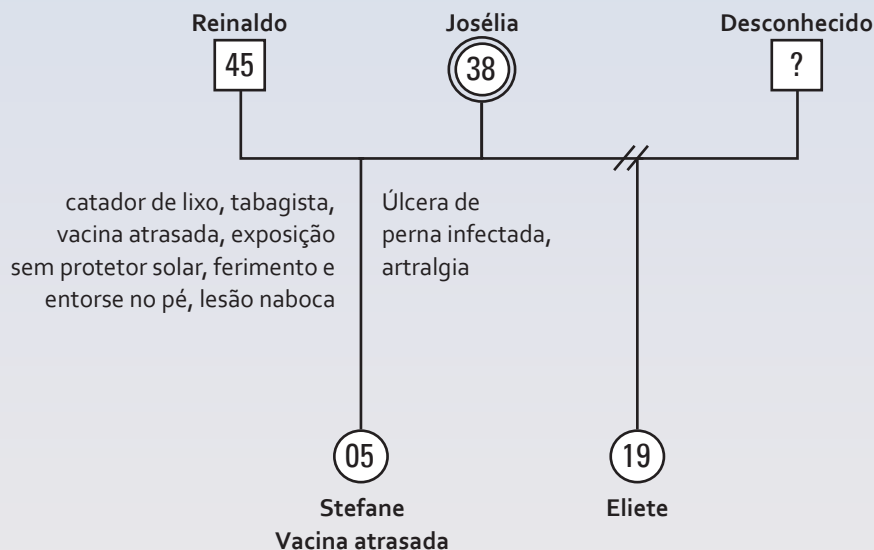 Reinaldo
Josélia
Desconhecido
45
38
?
catador de lixo, tabagista,
vacina atrasada, exposição
sem protetor solar, ferimento e
entorse no pé, lesão naboca
Úlcera de
perna infectada,
artralgia
05
19
Stefane
Vacina atrasada
Eliete